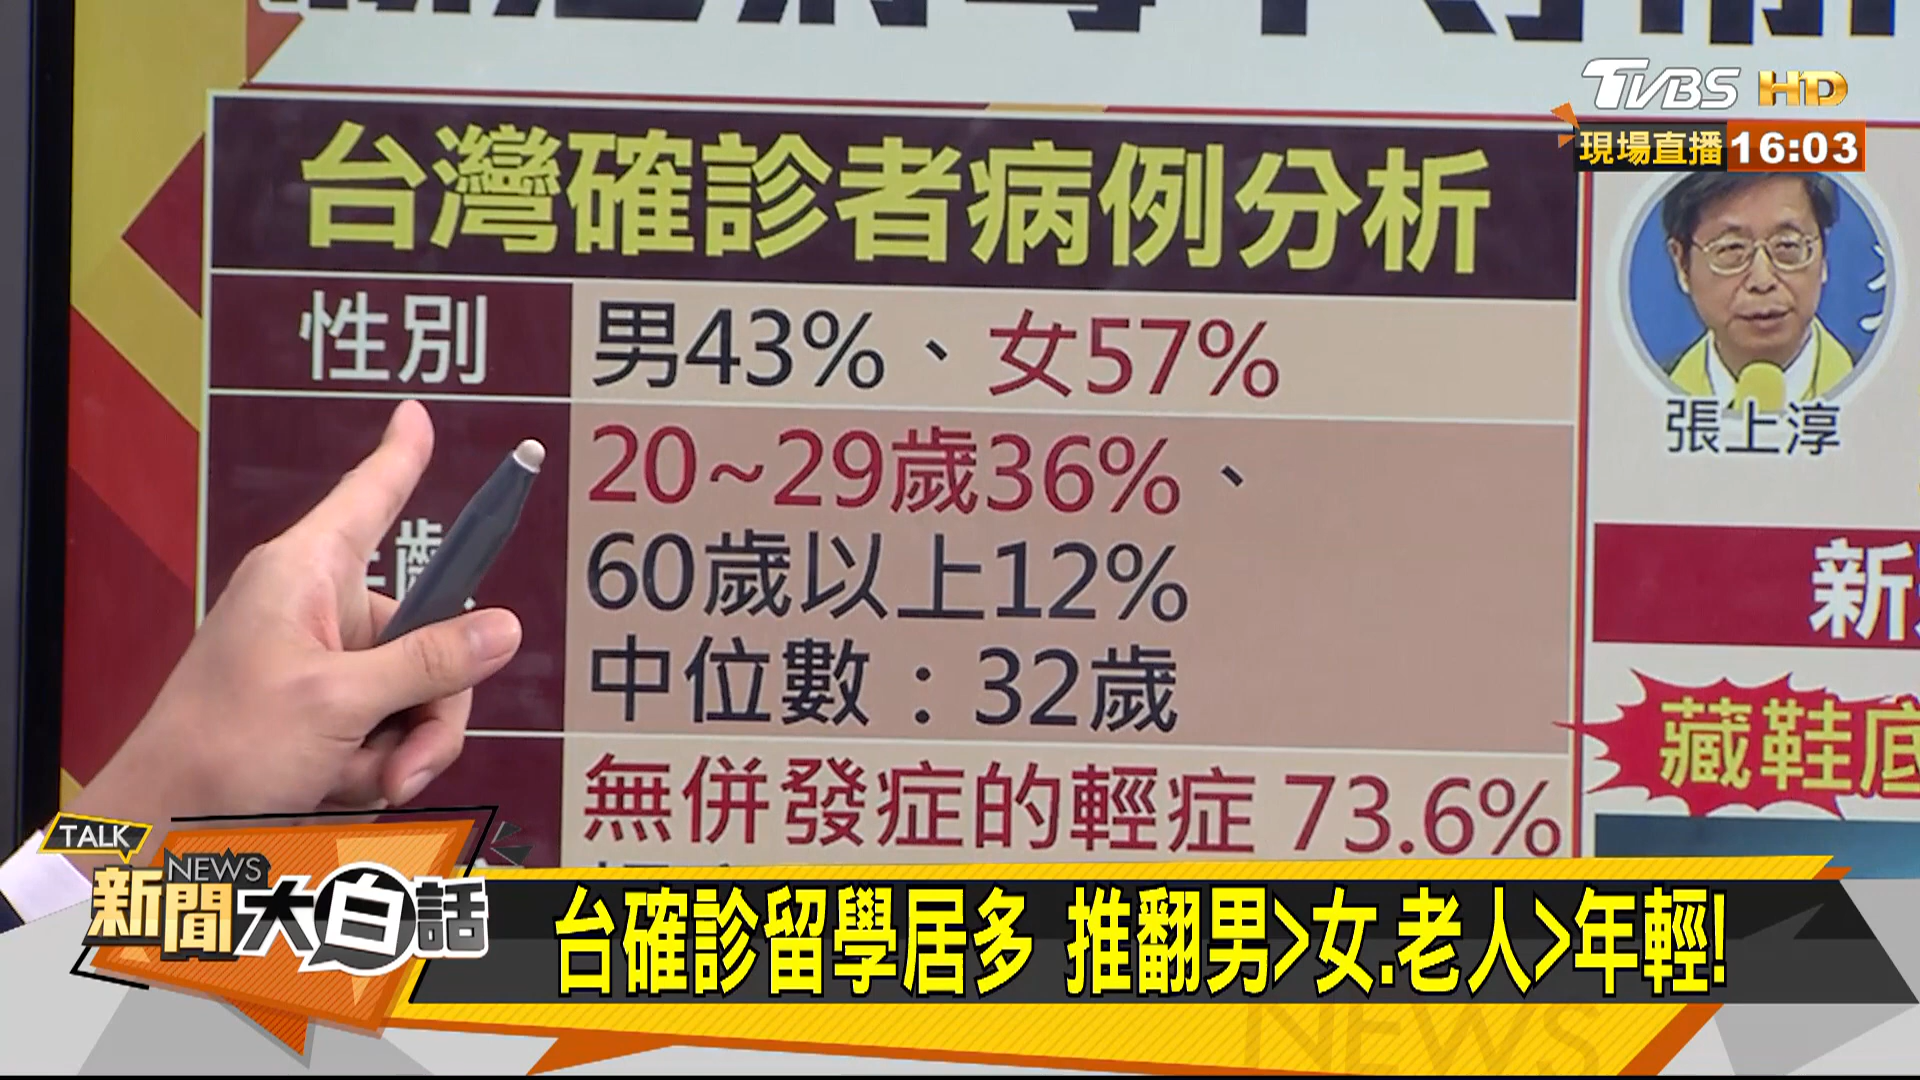 TVBS HD
現場直播 16:03
台灣確診者病例分析
性別
男43%、女57%
20~29歲36%、
60歲以上12%
中位數：32歲
無併發症的輕症 73.6%
張上淳
新
藏鞋底
TALK
NEWS
新聞大白話
台確診留學居多 推翻男>女.老人>年輕!
NEWS